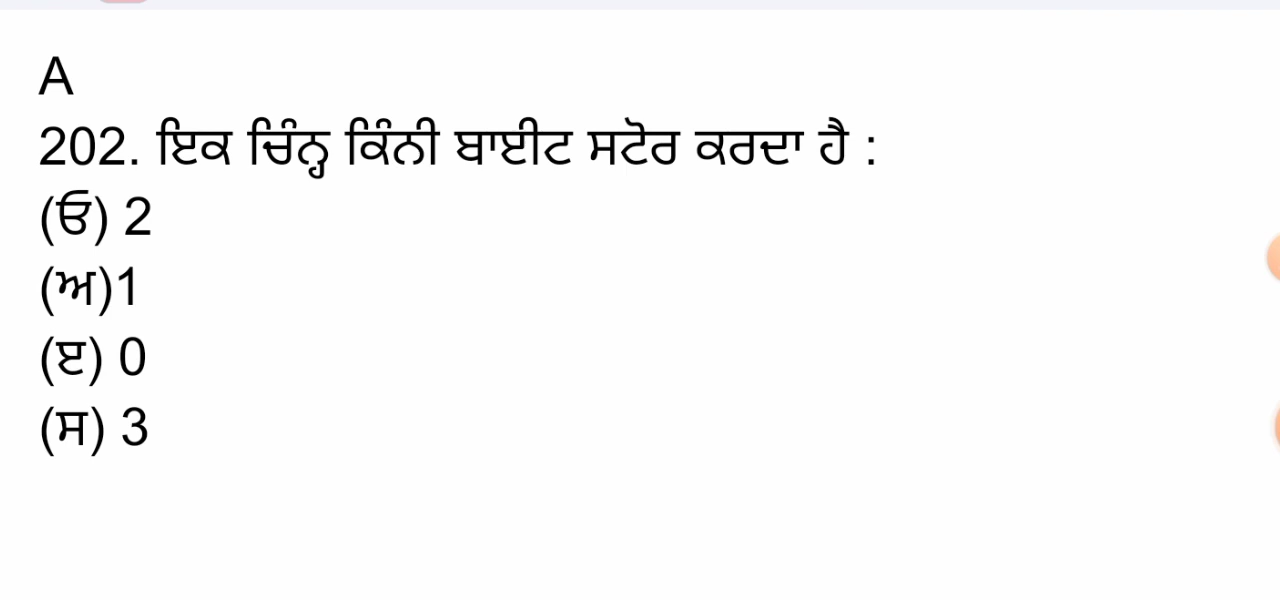 A
202. ਇਕ ਚਿੰਨ੍ਹ ਕਿੰਨੀ ਬਾਈਟ ਸਟੋਰ ਕਰਦਾ ਹੈ :
(ੳ) 2
(ਅ)1
(ੲ) 0
(ਸ) 3